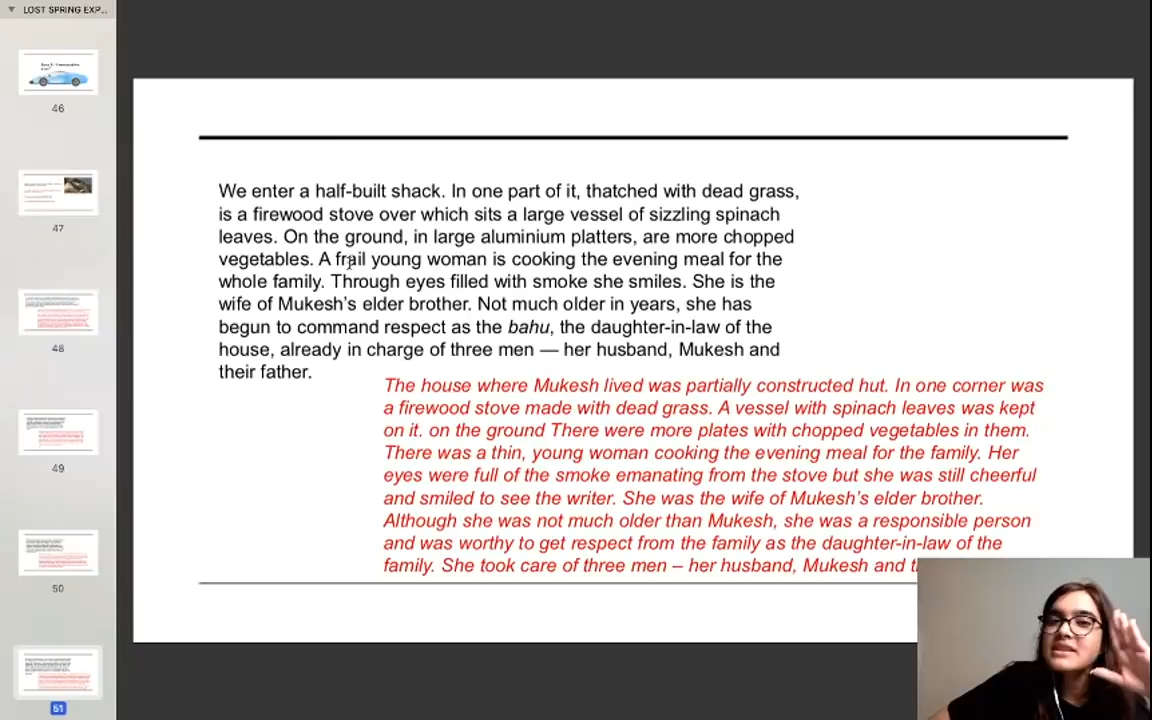 LOST SPRING EXP...
46
47
48
49
50
51
We enter a half-built shack. In one part of it, thatched with dead grass,
is a firewood stove over which sits a large vessel of sizzling spinach
leaves. On the ground, in large aluminium platters, are more chopped
vegetables. A frail young woman is cooking the evening meal for the
whole family. Through eyes filled with smoke she smiles. She is the
wife of Mukesh’s elder brother. Not much older in years, she has
begun to command respect as the bahu, the daughter-in-law of the
house, already in charge of three men — her husband, Mukesh and
their father.
The house where Mukesh lived was partially constructed hut. In one corner was
a firewood stove made with dead grass. A vessel with spinach leaves was kept
on it. on the ground There were more plates with chopped vegetables in them.
There was a thin, young woman cooking the evening meal for the family. Her
eyes were full of the smoke emanating from the stove but she was still cheerful
and smiled to see the writer. She was the wife of Mukesh’s elder brother.
Although she was not much older than Mukesh, she was a responsible person
and was worthy to get respect from the family as the daughter-in-law of the
family. She took care of three men – her husband, Mukesh and